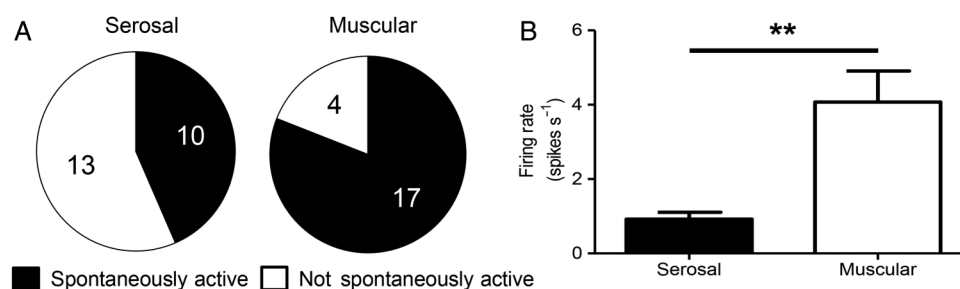 A
Serosal
Muscular
13
10
4
17
Spontaneously active
Not spontaneously active
B
**
Firing rate
(spikes s⁻¹)
6
4
2
0
Serosal
Muscular